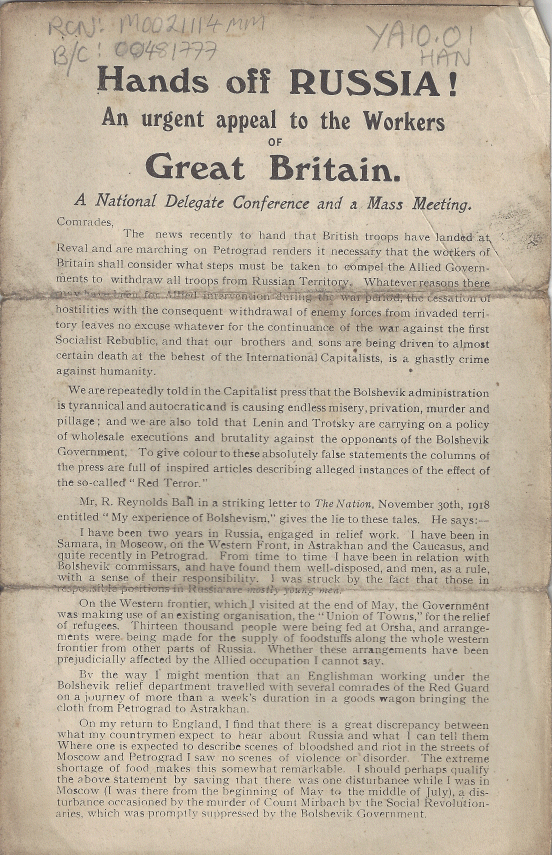 RCN: M0021114MM
B/C: 00481777
YA10.01
HAN
Hands off RUSSIA!
An urgent appeal to the Workers
OF
Great Britain.
A National Delegate Conference and a Mass Meeting.
Comrades,
The news recently to hand that British troops have landed at
Reval and are marching on Petrograd renders it necessary that the workers of
Britain shall consider what steps must be taken to compel the Allied Govern-
ments to withdraw all troops from Russian Territory. Whatever reasons there
may have been for Allied intervention during the war period, the cessation of
hostilities with the consequent withdrawal of enemy forces from invaded terri-
tory leaves no excuse whatever for the continuance of the war against the first
Socialist Rebublic, and that our brothers and sons are being driven to almost
certain death at the behest of the International Capitalists, is a ghastly crime
against humanity.
We are repeatedly told in the Capitalist press that the Bolshevik administration
is tyrannical and autocratic and is causing endless misery, privation, murder and
pillage; and we are also told that Lenin and Trotsky are carrying on a policy
of wholesale executions and brutality against the opponents of the Bolshevik
Government. To give colour to these absolutely false statements the columns of
the press are full of inspired articles describing alleged instances of the effect of
the so-called "Red Terror."
Mr. R. Reynolds Ball in a striking letter to The Nation, November 30th, 1918
entitled "My experience of Bolshevism," gives the lie to these tales. He says:—
I have been two years in Russia, engaged in relief work. I have been in
Samara, in Moscow, on the Western Front, in Astrakhan and the Caucasus, and
quite recently in Petrograd. From time to time I have been in relation with
Bolshevik commissars, and have found them well-disposed, and men, as a rule,
with a sense of their responsibility. I was struck by the fact that those in
responsible positions in Russia are mostly young men.
On the Western frontier, which I visited at the end of May, the Government
was making use of an existing organisation, the "Union of Towns," for the relief
of refugees. Thirteen thousand people were being fed at Orsha, and arrange-
ments were being made for the supply of foodstuffs along the whole western
frontier from other parts of Russia. Whether these arrangements have been
prejudicially affected by the Allied occupation I cannot say.
By the way I might mention that an Englishman working under the
Bolshevik relief department travelled with several comrades of the Red Guard
on a journey of more than a week's duration in a goods wagon bringing the
cloth from Petrograd to Astrakhan.
On my return to England, I find that there is a great discrepancy between
what my countrymen expect to hear about Russia and what I can tell them
Where one is expected to describe scenes of bloodshed and riot in the streets of
Moscow and Petrograd I saw no scenes of violence or disorder. The extreme
shortage of food makes this somewhat remarkable. I should perhaps qualify
the above statement by saying that there was one disturbance while I was in
Moscow (I was there from the beginning of May to the middle of July), a dis-
turbance occasioned by the murder of Count Mirbach by the Social Revolution-
aries, which was promptly suppressed by the Bolshevik Government.